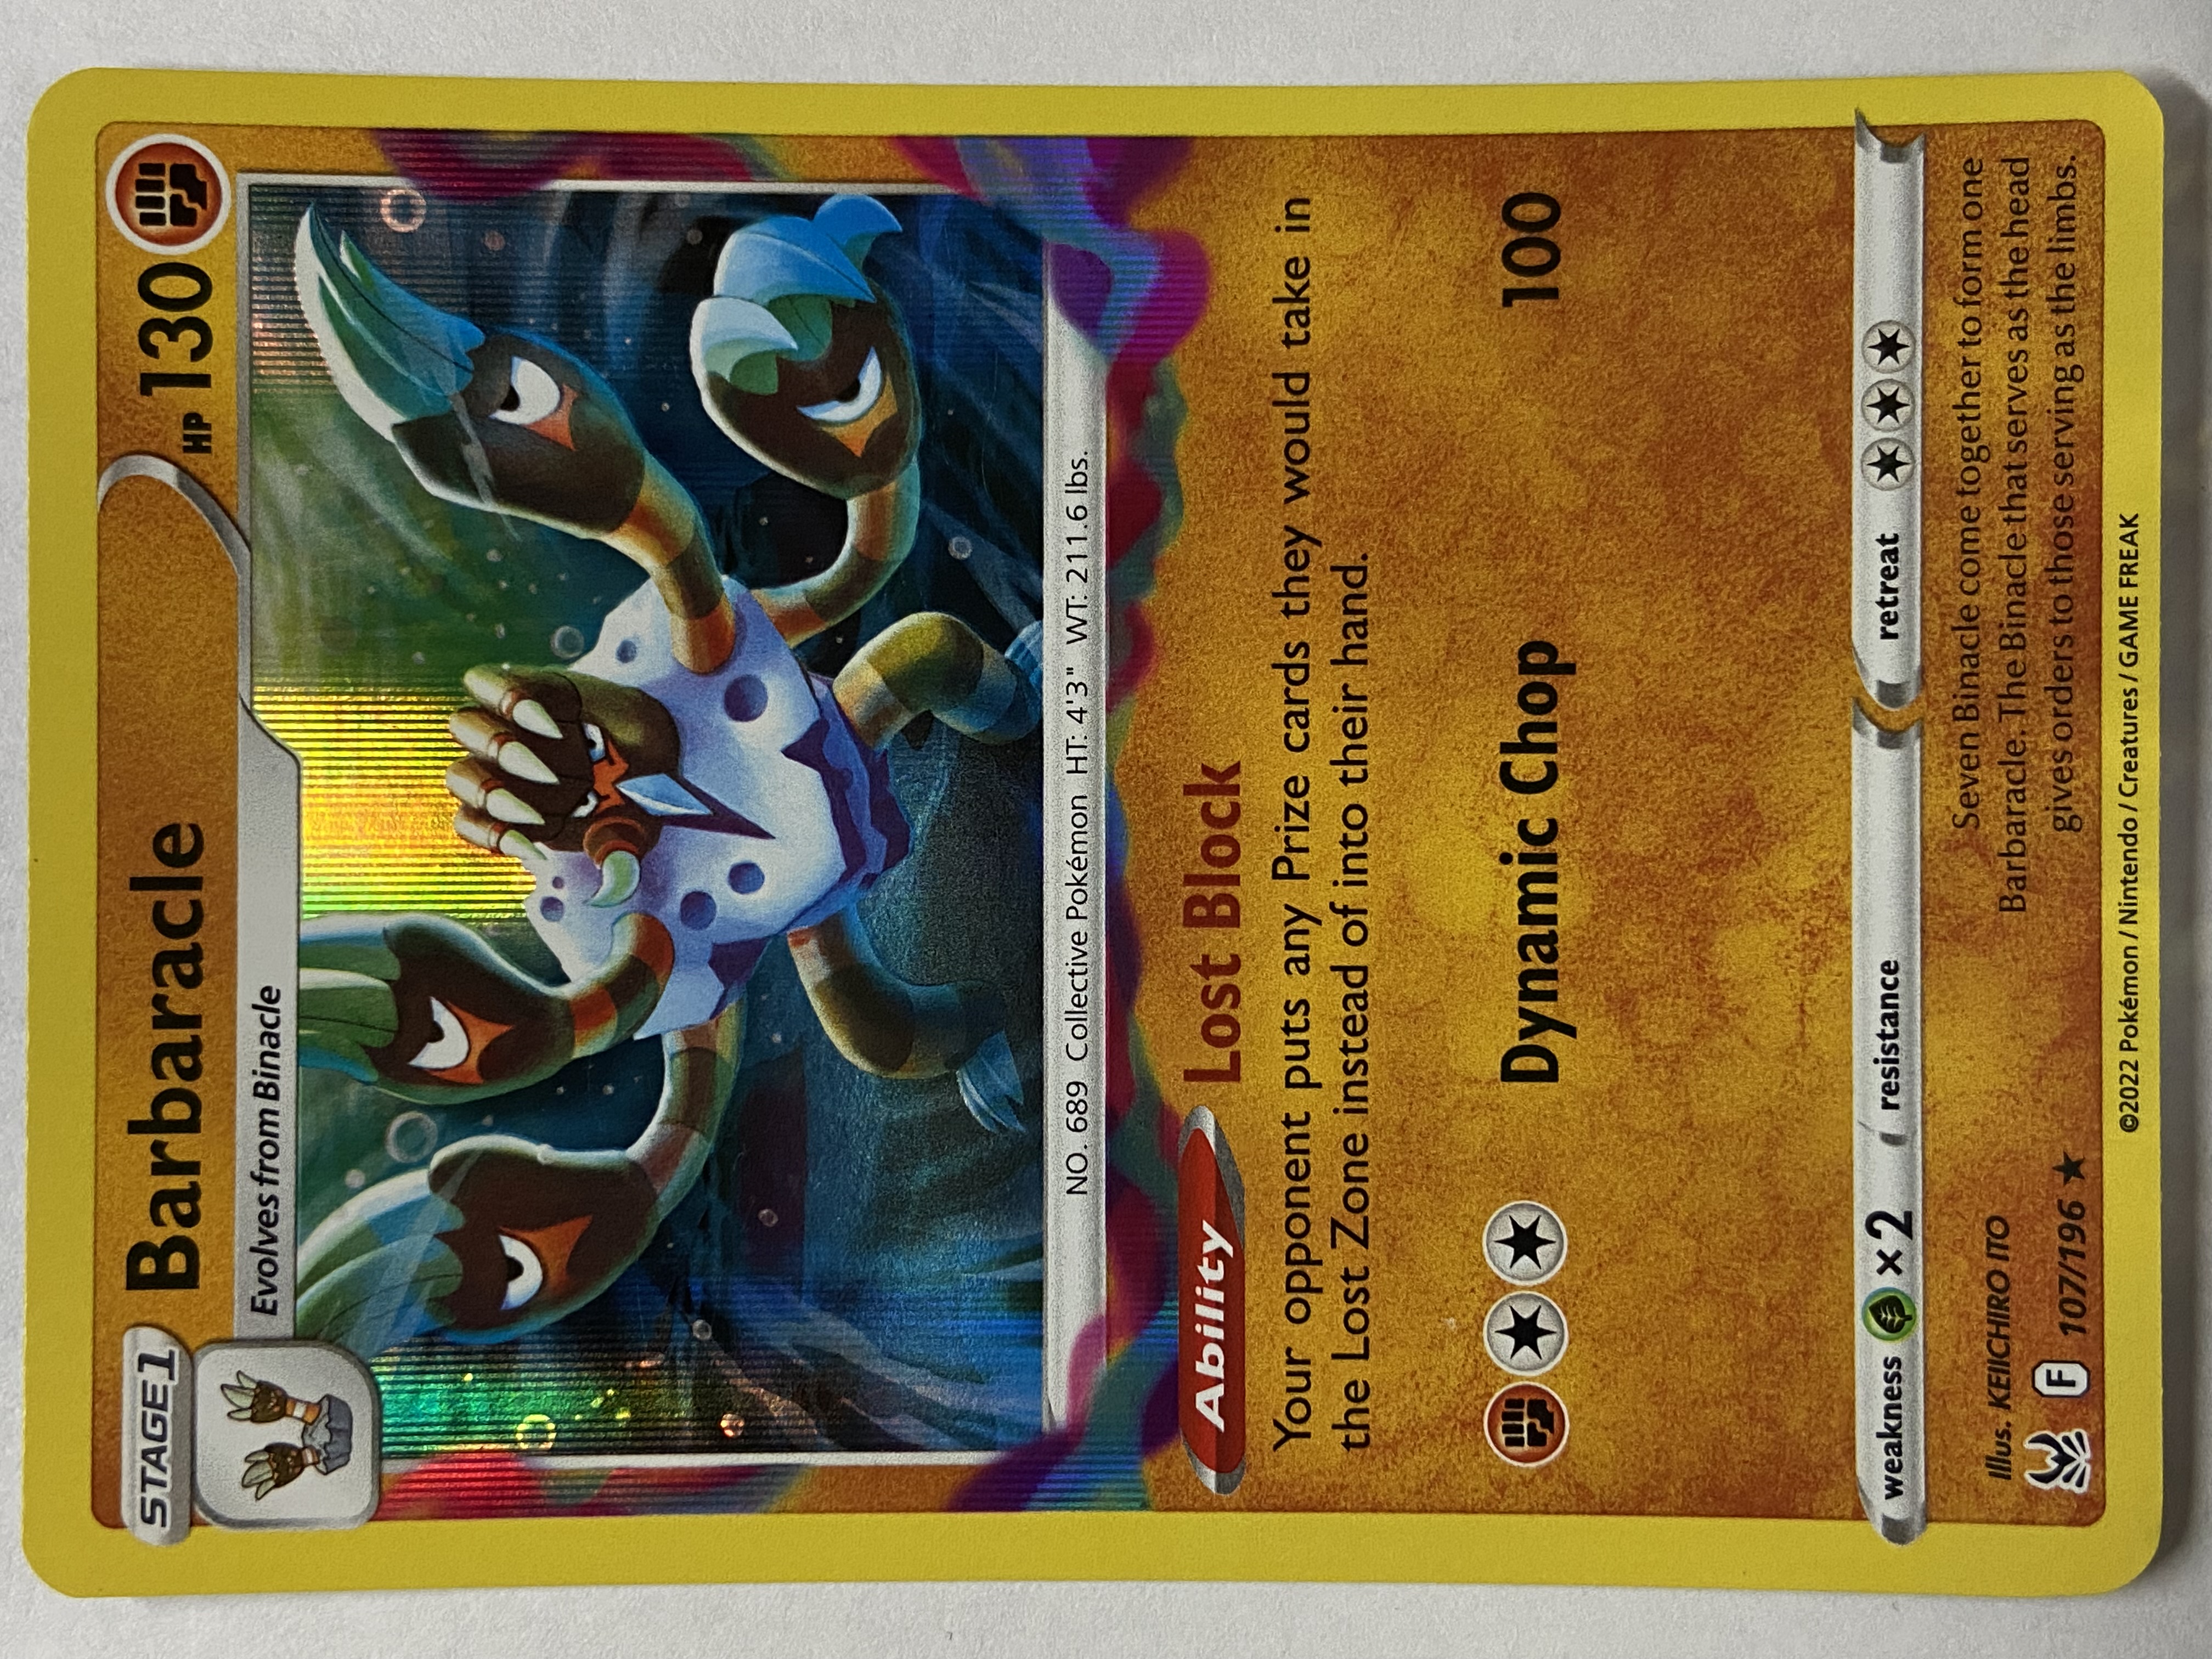 STAGE1 Barbaracle HP 130
Evolves from Binacle
NO. 689 Collective Pokémon HT: 4'3" WT: 211.6 lbs.
Ability Lost Block
Your opponent puts any Prize cards they would take in
the Lost Zone instead of into their hand.
Dynamic Chop 100
weakness ×2 resistance retreat
Illus. KEIICHIRO ITO
Seven Binacle come together to form one
Barbaracle. The Binacle that serves as the head
gives orders to those serving as the limbs.
F 107/196 ★
©2022 Pokémon / Nintendo / Creatures / GAME FREAK